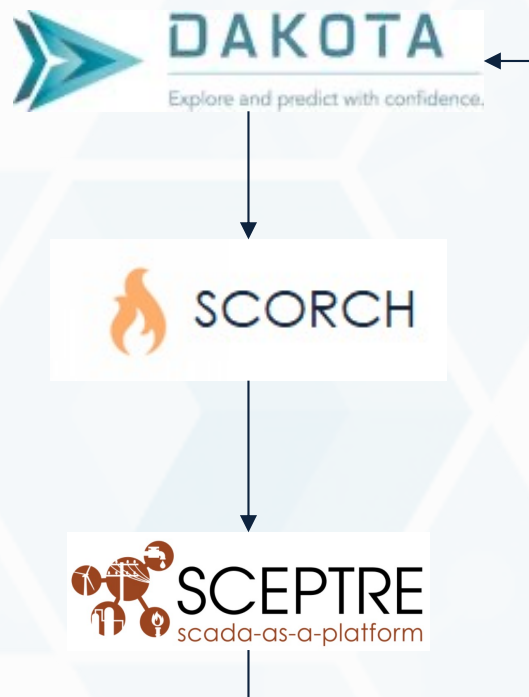 DAKOTA
Explore and predict with confidence.
SCORCH
SCEPTRE
scada-as-a-platform